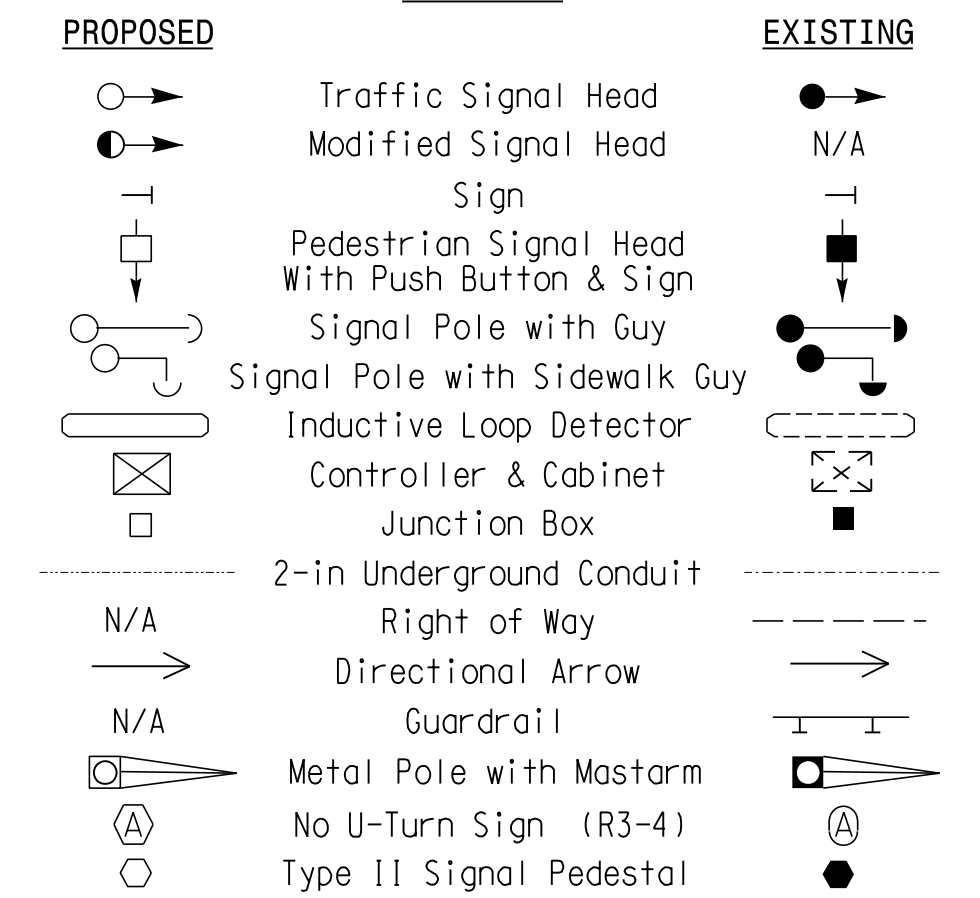 PROPOSED EXISTING
Traffic Signal Head
Modified Signal Head N/A
Sign
Pedestrian Signal Head
With Push Button & Sign
Signal Pole with Guy
Signal Pole with Sidewalk Guy
Inductive Loop Detector
Controller & Cabinet
Junction Box
2-in Underground Conduit
N/A Right of Way
Directional Arrow
N/A Guardrail
Metal Pole with Mastarm
A No U-Turn Sign (R3-4) A
Type II Signal Pedestal